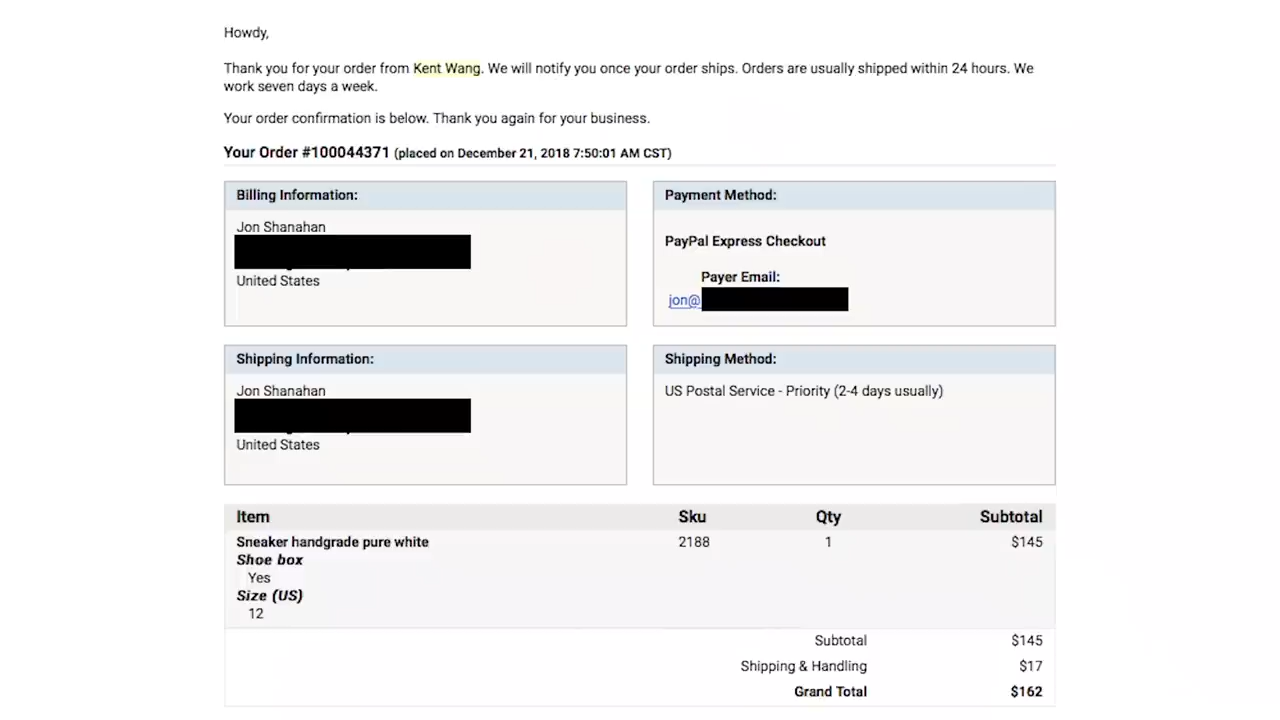 Howdy,
Thank you for your order from Kent Wang. We will notify you once your order ships. Orders are usually shipped within 24 hours. We
work seven days a week.
Your order confirmation is below. Thank you again for your business.
Your Order #100044371 (placed on December 21, 2018 7:50:01 AM CST)
Billing Information:
Jon Shanahan
United States
Payment Method:
PayPal Express Checkout
Payer Email:
jon@
Shipping Information:
Jon Shanahan
United States
Shipping Method:
US Postal Service - Priority (2-4 days usually)
Item Sku Qty Subtotal
Sneaker handgrade pure white 2188 1 $145
Shoe box
Yes
Size (US)
12
Subtotal $145
Shipping & Handling $17
Grand Total $162